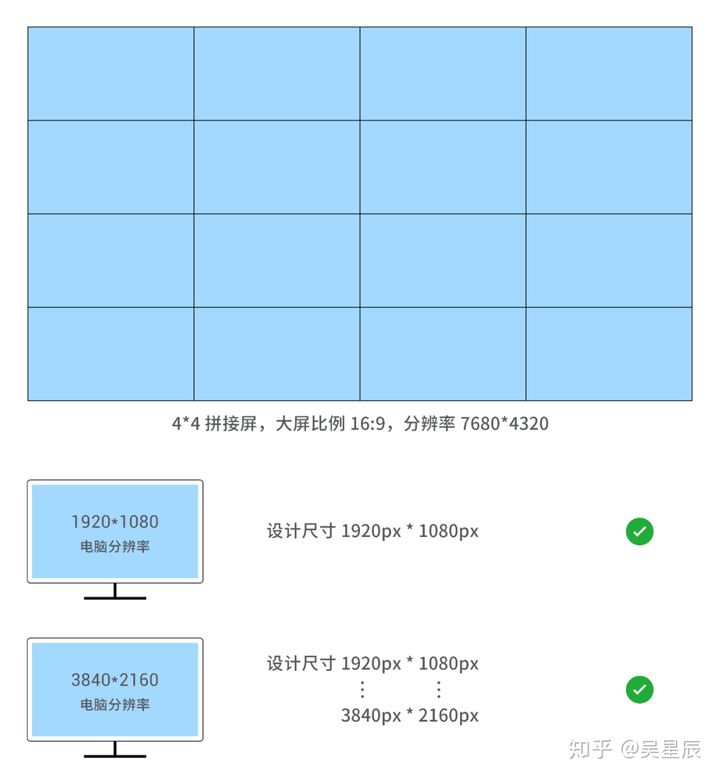 4*4 拼接屏，大屏比例 16:9，分辨率 7680*4320
1920*1080
电脑分辨率
设计尺寸 1920px * 1080px
3840*2160
电脑分辨率
设计尺寸 1920px * 1080px
⋮ ⋮
3840px * 2160px
知乎 @吴星辰